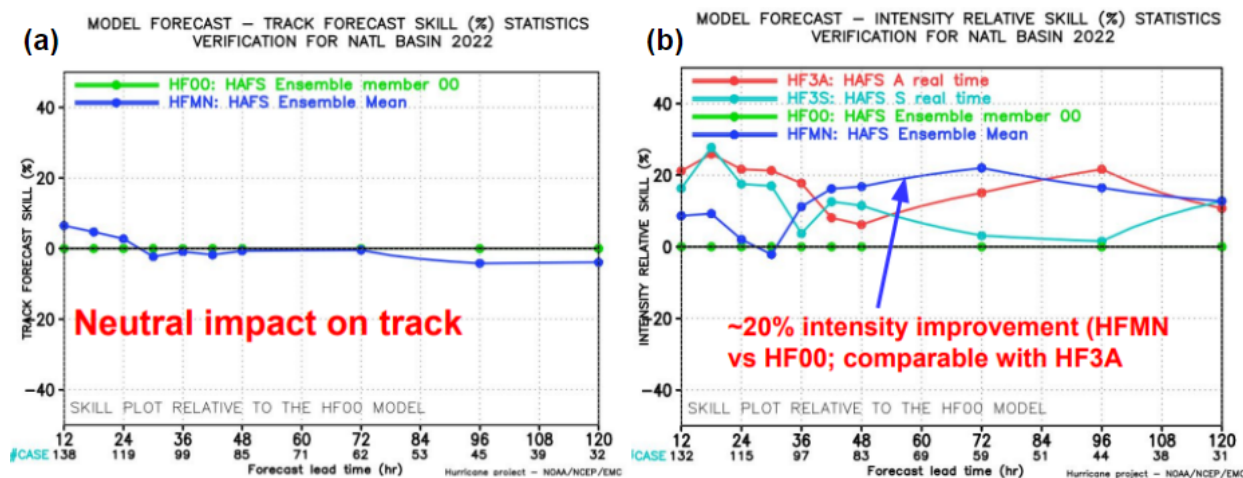 (a)
MODEL FORECAST – TRACK FORECAST SKILL (%) STATISTICS
VERIFICATION FOR NATL BASIN 2022
HF00: HAFS Ensemble member 00
HFMN: HAFS Ensemble Mean
TRACK FORECAST SKILL (%)
40
20
0
−20
−40
Neutral impact on track
SKILL PLOT RELATIVE TO THE HF00 MODEL
12 24 36 48 60 72 84 96 108 120
#CASE 138 119 99 85 71 62 53 45 39 32
Forecast lead time (hr)
Hurricane project – NOAA/NCEP/EMC
(b)
MODEL FORECAST – INTENSITY RELATIVE SKILL (%) STATISTICS
VERIFICATION FOR NATL BASIN 2022
HF3A: HAFS A real time
HF3S: HAFS S real time
HF00: HAFS Ensemble member 00
HFMN: HAFS Ensemble Mean
INTENSITY RELATIVE SKILL (%)
40
20
0
−20
−40
~20% intensity improvement (HFMN
vs HF00; comparable with HF3A
SKILL PLOT RELATIVE TO THE HF00 MODEL
12 24 36 48 60 72 84 96 108 120
#CASE 132 115 97 83 69 59 51 44 38 31
Forecast lead time (hr)
Hurricane project – NOAA/NCEP/EMC